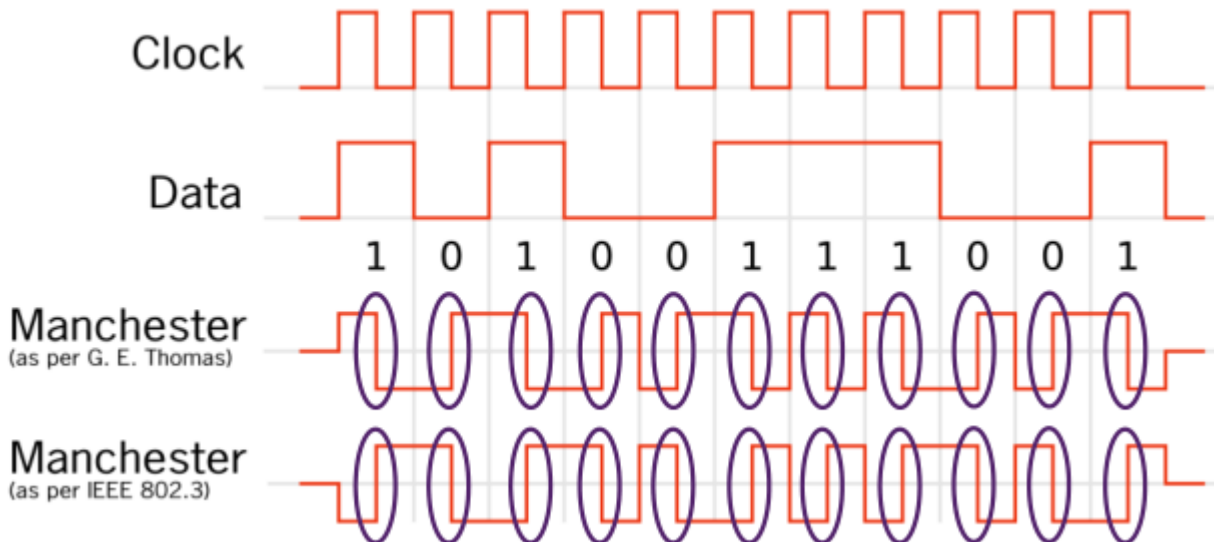 Clock
Data
1 0 1 0 0 1 1 1 0 0 1
Manchester
(as per G. E. Thomas)
Manchester
(as per IEEE 802.3)